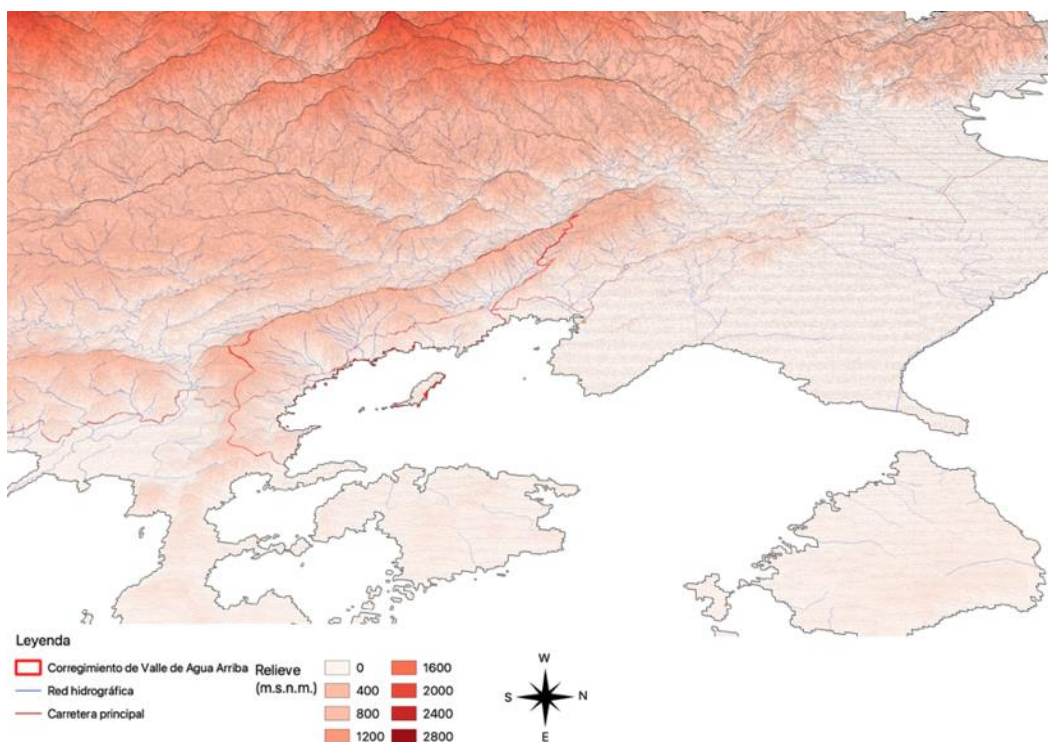 Leyenda
Corregimiento de Valle de Agua Arriba
Red hidrográfica
Carretera principal
Relieve
(m.s.n.m.)
0
400
800
1200
1600
2000
2400
2800
W
S N
E